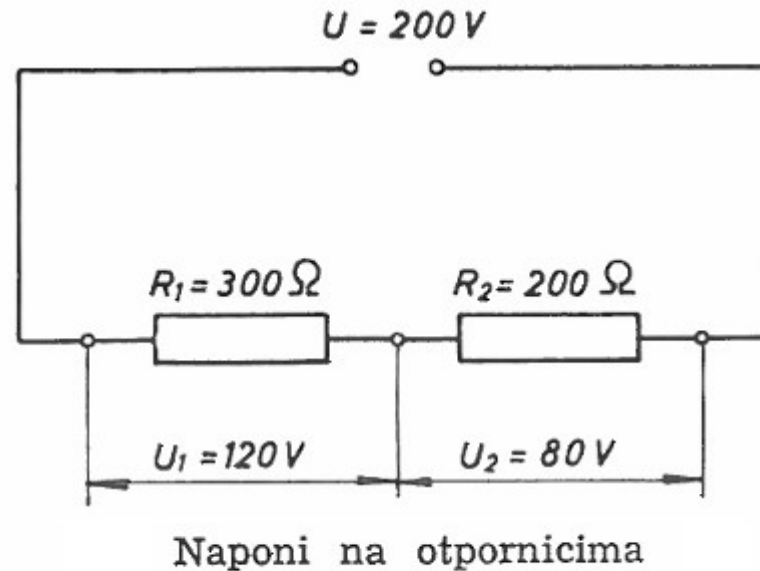 U = 200 V
R₁ = 300 Ω
R₂ = 200 Ω
U₁ = 120 V
U₂ = 80 V
Naponi na otpornicima